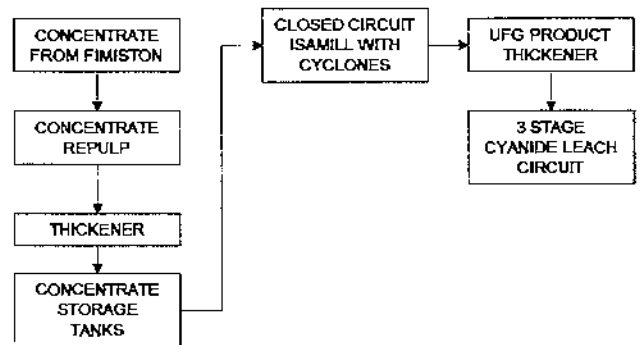 CONCENTRATE
FROM FIMISTON
CONCENTRATE
REPULP
THICKENER
CONCENTRATE
STORAGE
TANKS
CLOSED CIRCUIT
ISAMILL WITH
CYCLONES
UFG PRODUCT
THICKENER
3 STAGE
CYANIDE LEACH
CIRCUIT